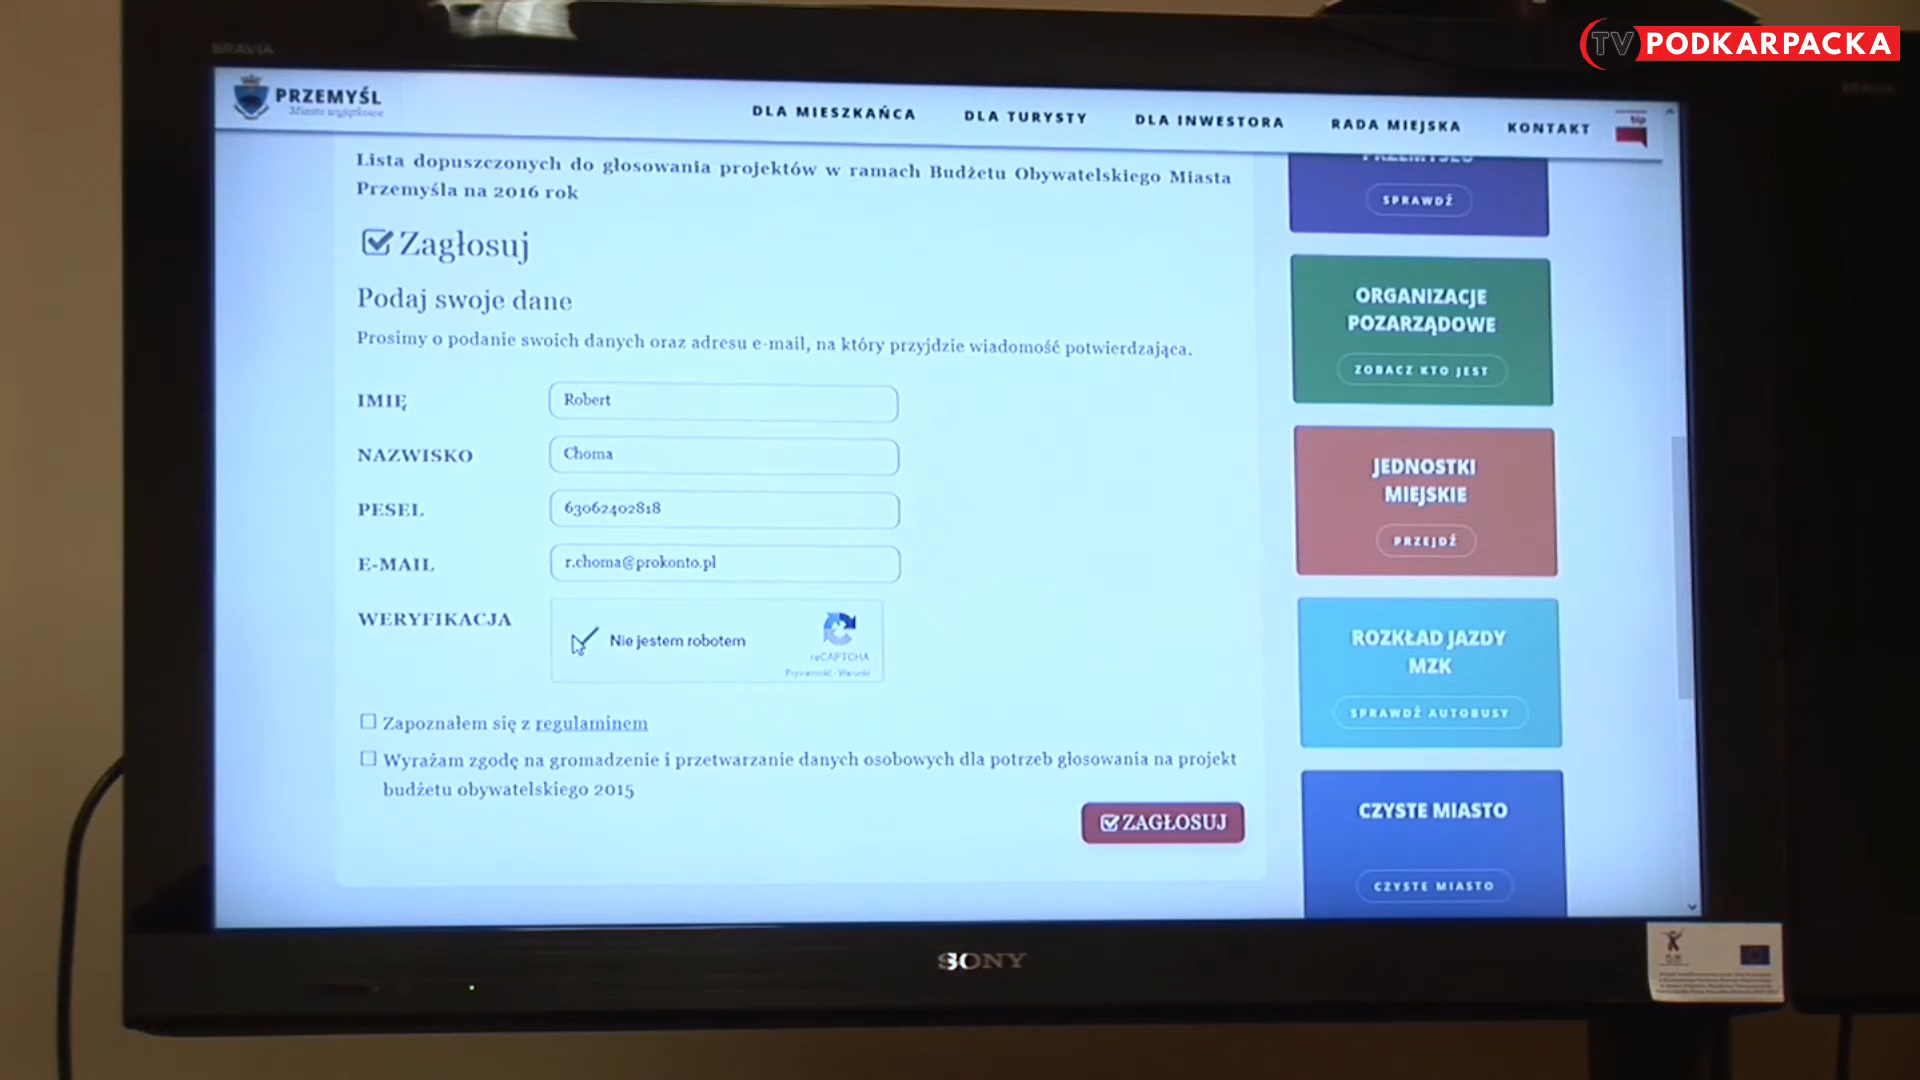 TV PODKARPACKA
BRAVIA
PRZEMYŚL
Miasto wyjątkowe
DLA MIESZKAŃCA
DLA TURYSTY
DLA INWESTORA
RADA MIEJSKA
KONTAKT
bip
Lista dopuszczonych do głosowania projektów w ramach Budżetu Obywatelskiego Miasta
Przemyśla na 2016 rok
Zagłosuj
Podaj swoje dane
Prosimy o podanie swoich danych oraz adresu e-mail, na który przyjdzie wiadomość potwierdzająca.
IMIĘ
Robert
NAZWISKO
Choma
PESEL
63062402818
E-MAIL
r.choma@prokonto.pl
WERYFIKACJA
Nie jestem robotem
reCAPTCHA
Prywatność - Warunki
Zapoznałem się z regulaminem
Wyrażam zgodę na gromadzenie i przetwarzanie danych osobowych dla potrzeb głosowania na projekt
budżetu obywatelskiego 2015
ZAGŁOSUJ
SPRAWDŹ
ORGANIZACJE
POZARZĄDOWE
ZOBACZ KTO JEST
JEDNOSTKI
MIEJSKIE
PRZEJDŹ
ROZKŁAD JAZDY
MZK
SPRAWDŹ AUTOBUSY
CZYSTE MIASTO
CZYSTE MIASTO
SONY